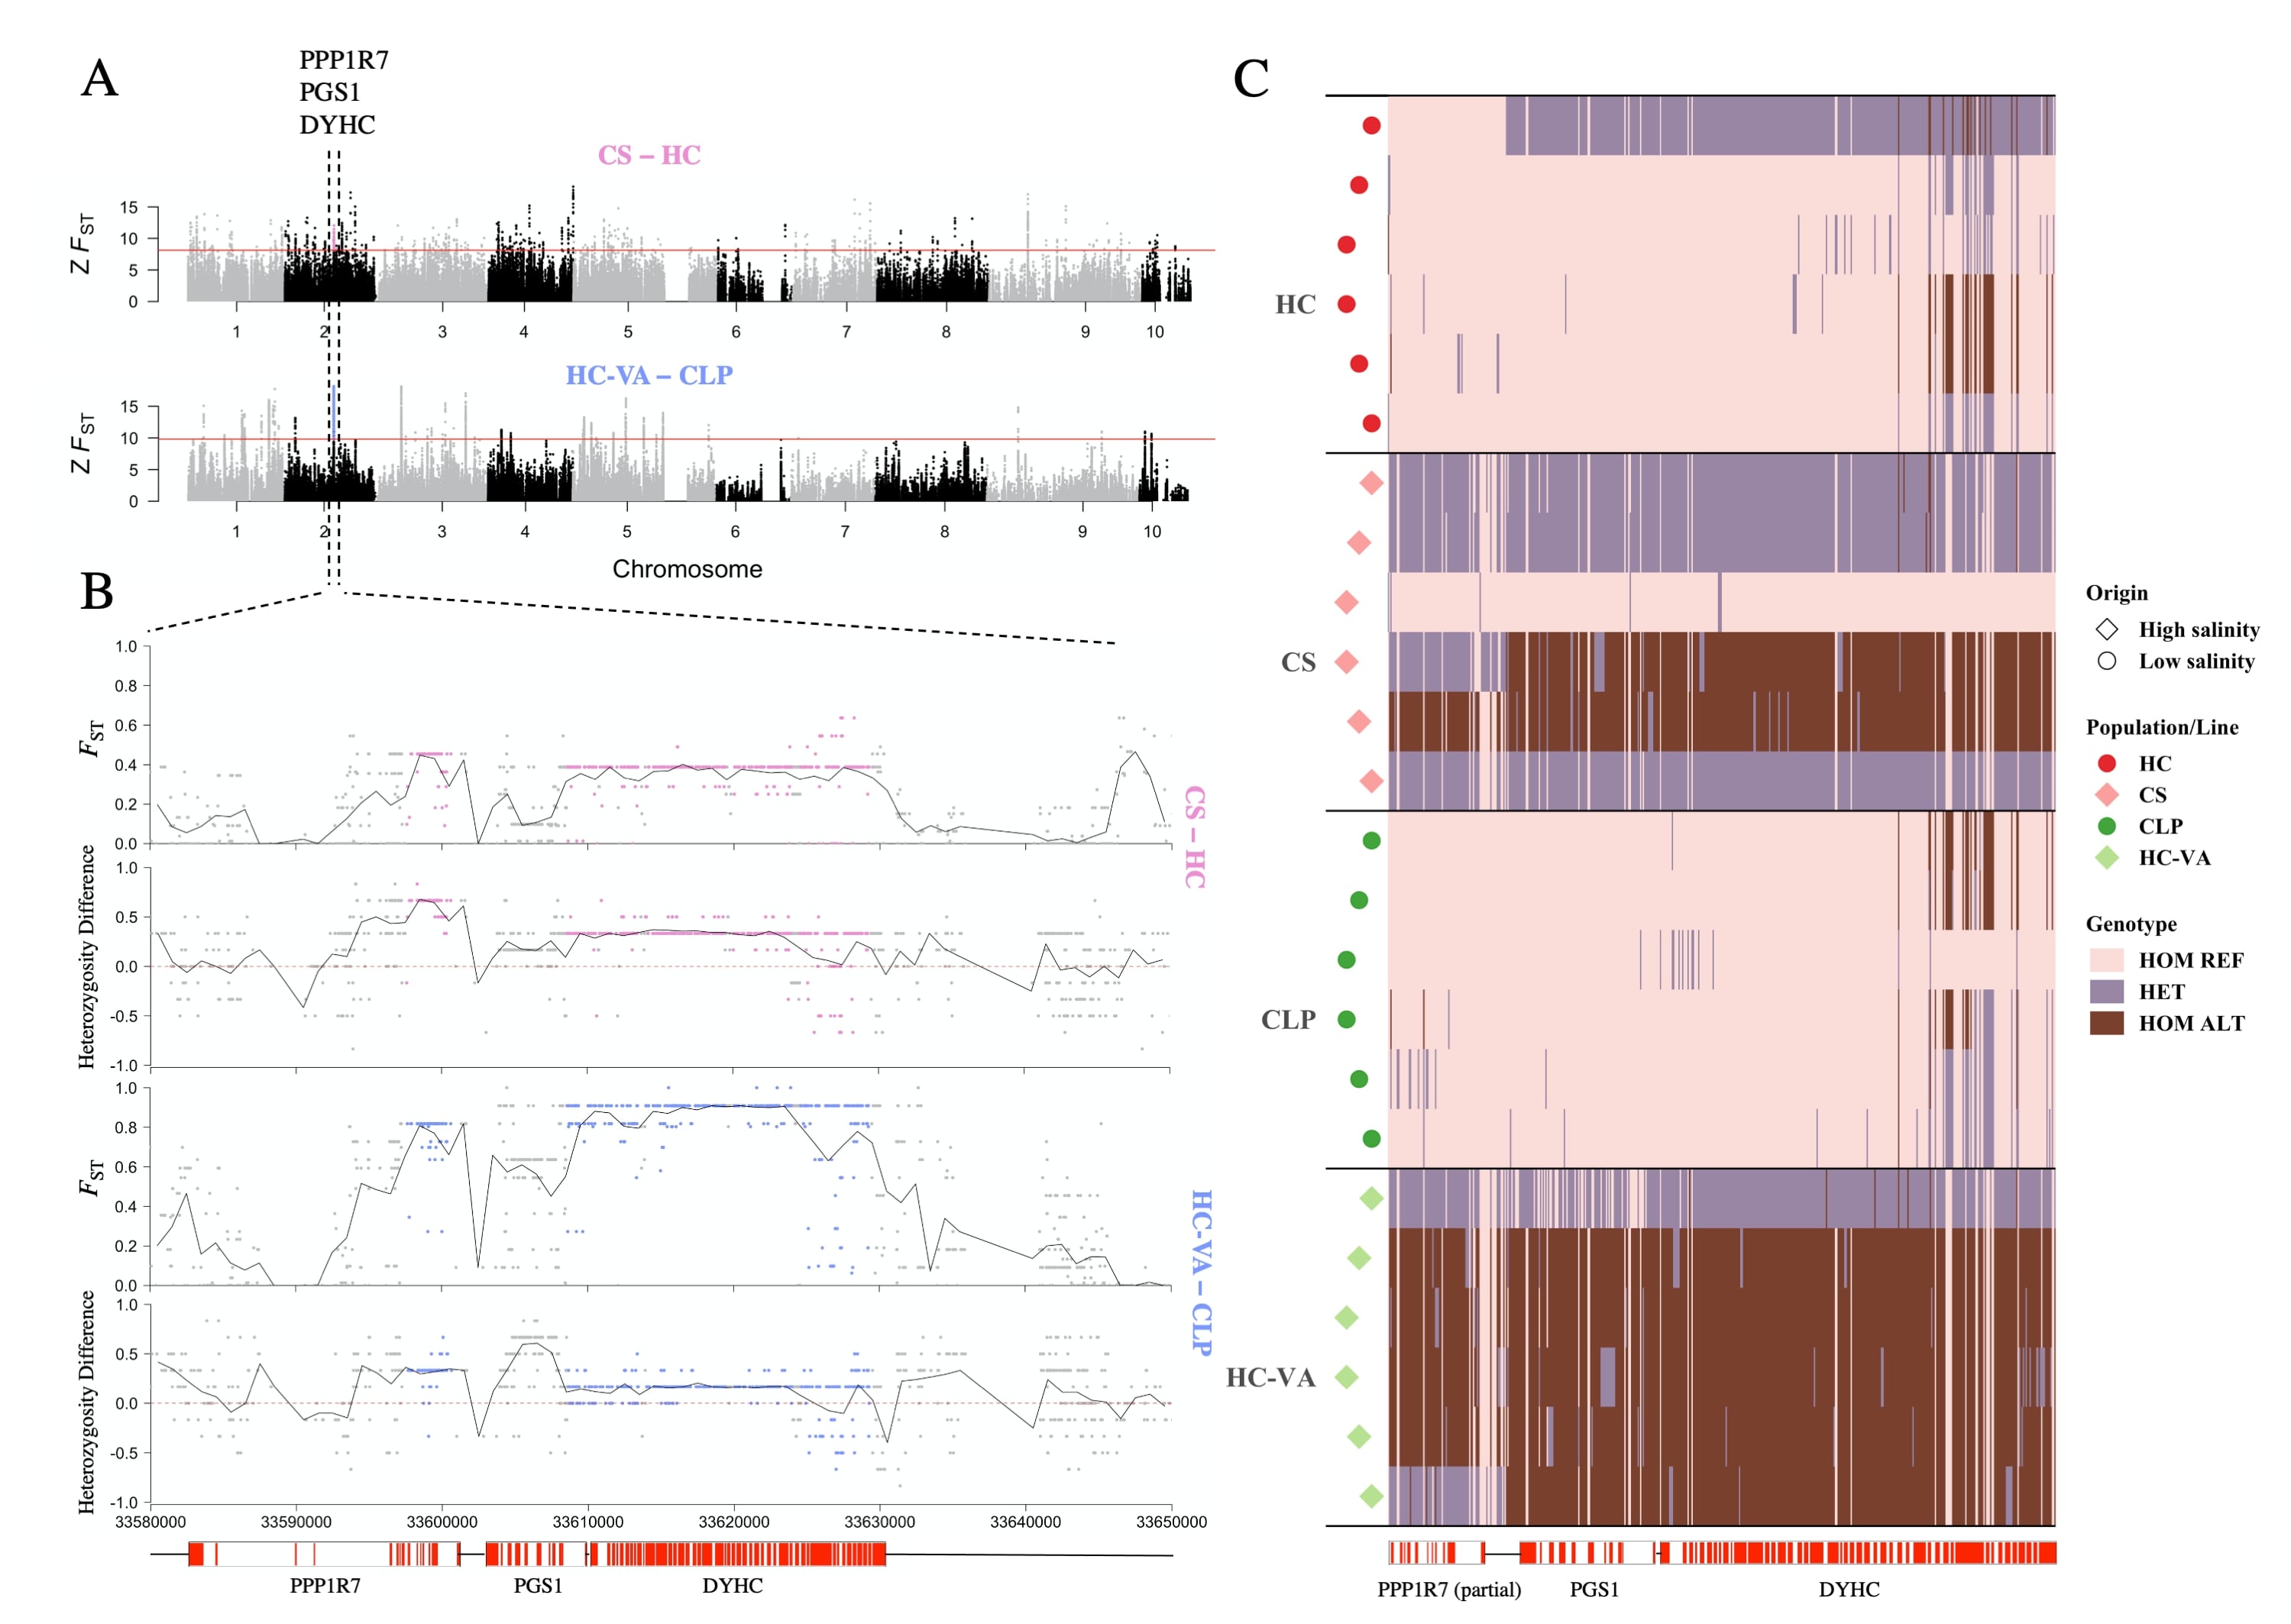 A
PPP1R7
PGS1
DYHC
CS – HC
Z FST
15
10
5
0
1 2 3 4 5 6 7 8 9 10
HC-VA – CLP
Z FST
15
10
5
0
1 2 3 4 5 6 7 8 9 10
Chromosome
B
FST
1.0
0.8
0.6
0.4
0.2
0.0
Heterozygosity Difference
1.0
0.5
0.0
-0.5
-1.0
CS – HC
FST
1.0
0.8
0.6
0.4
0.2
0.0
Heterozygosity Difference
1.0
0.5
0.0
-0.5
-1.0
HC-VA – CLP
33580000 33590000 33600000 33610000 33620000 33630000 33640000 33650000
PPP1R7 PGS1 DYHC
C
HC
CS
CLP
HC-VA
PPP1R7 (partial) PGS1 DYHC
Origin
High salinity
Low salinity
Population/Line
HC
CS
CLP
HC-VA
Genotype
HOM REF
HET
HOM ALT